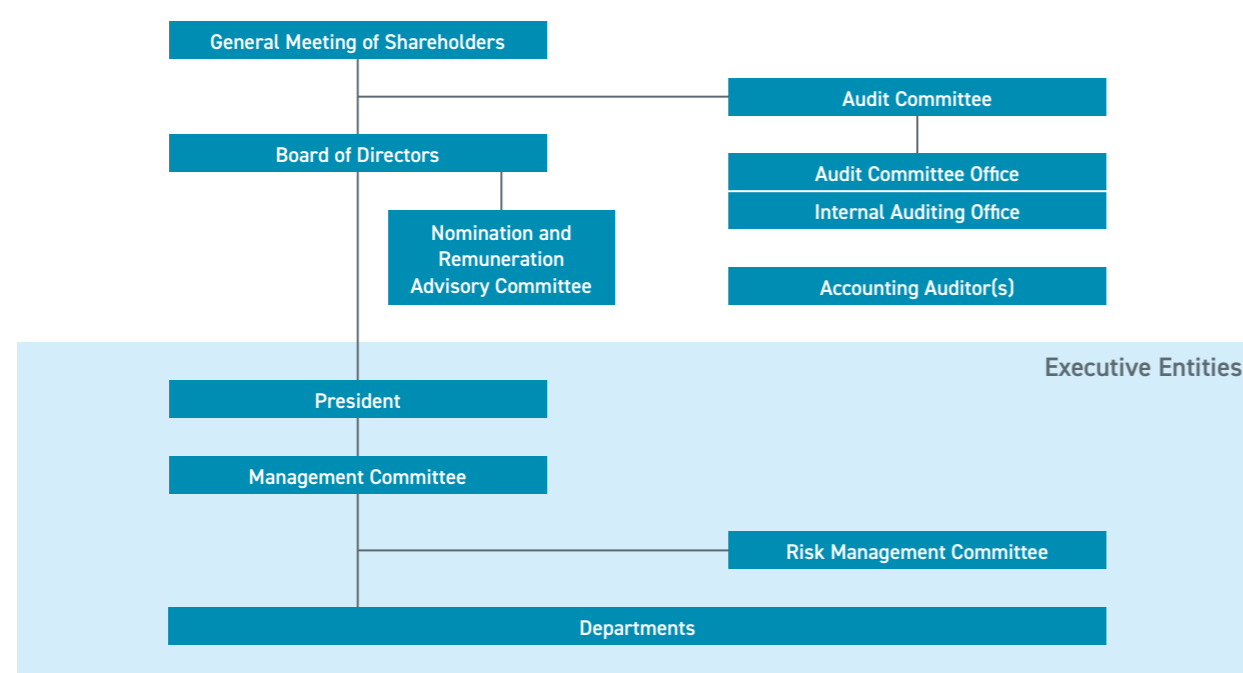 General Meeting of Shareholders
Audit Committee
Board of Directors
Audit Committee Office
Internal Auditing Office
Nomination and
Remuneration
Advisory Committee
Accounting Auditor(s)
Executive Entities
President
Management Committee
Risk Management Committee
Departments